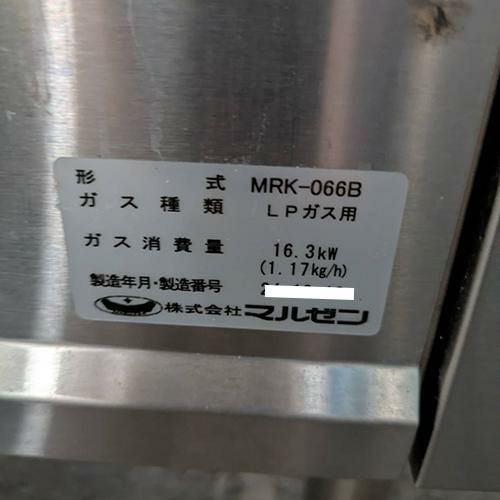 形式 MRK-066B
ガス種類 LPガス用
ガス消費量 16.3kW
(1.17kg/h)
製造年月・製造番号
株式会社マルゼン